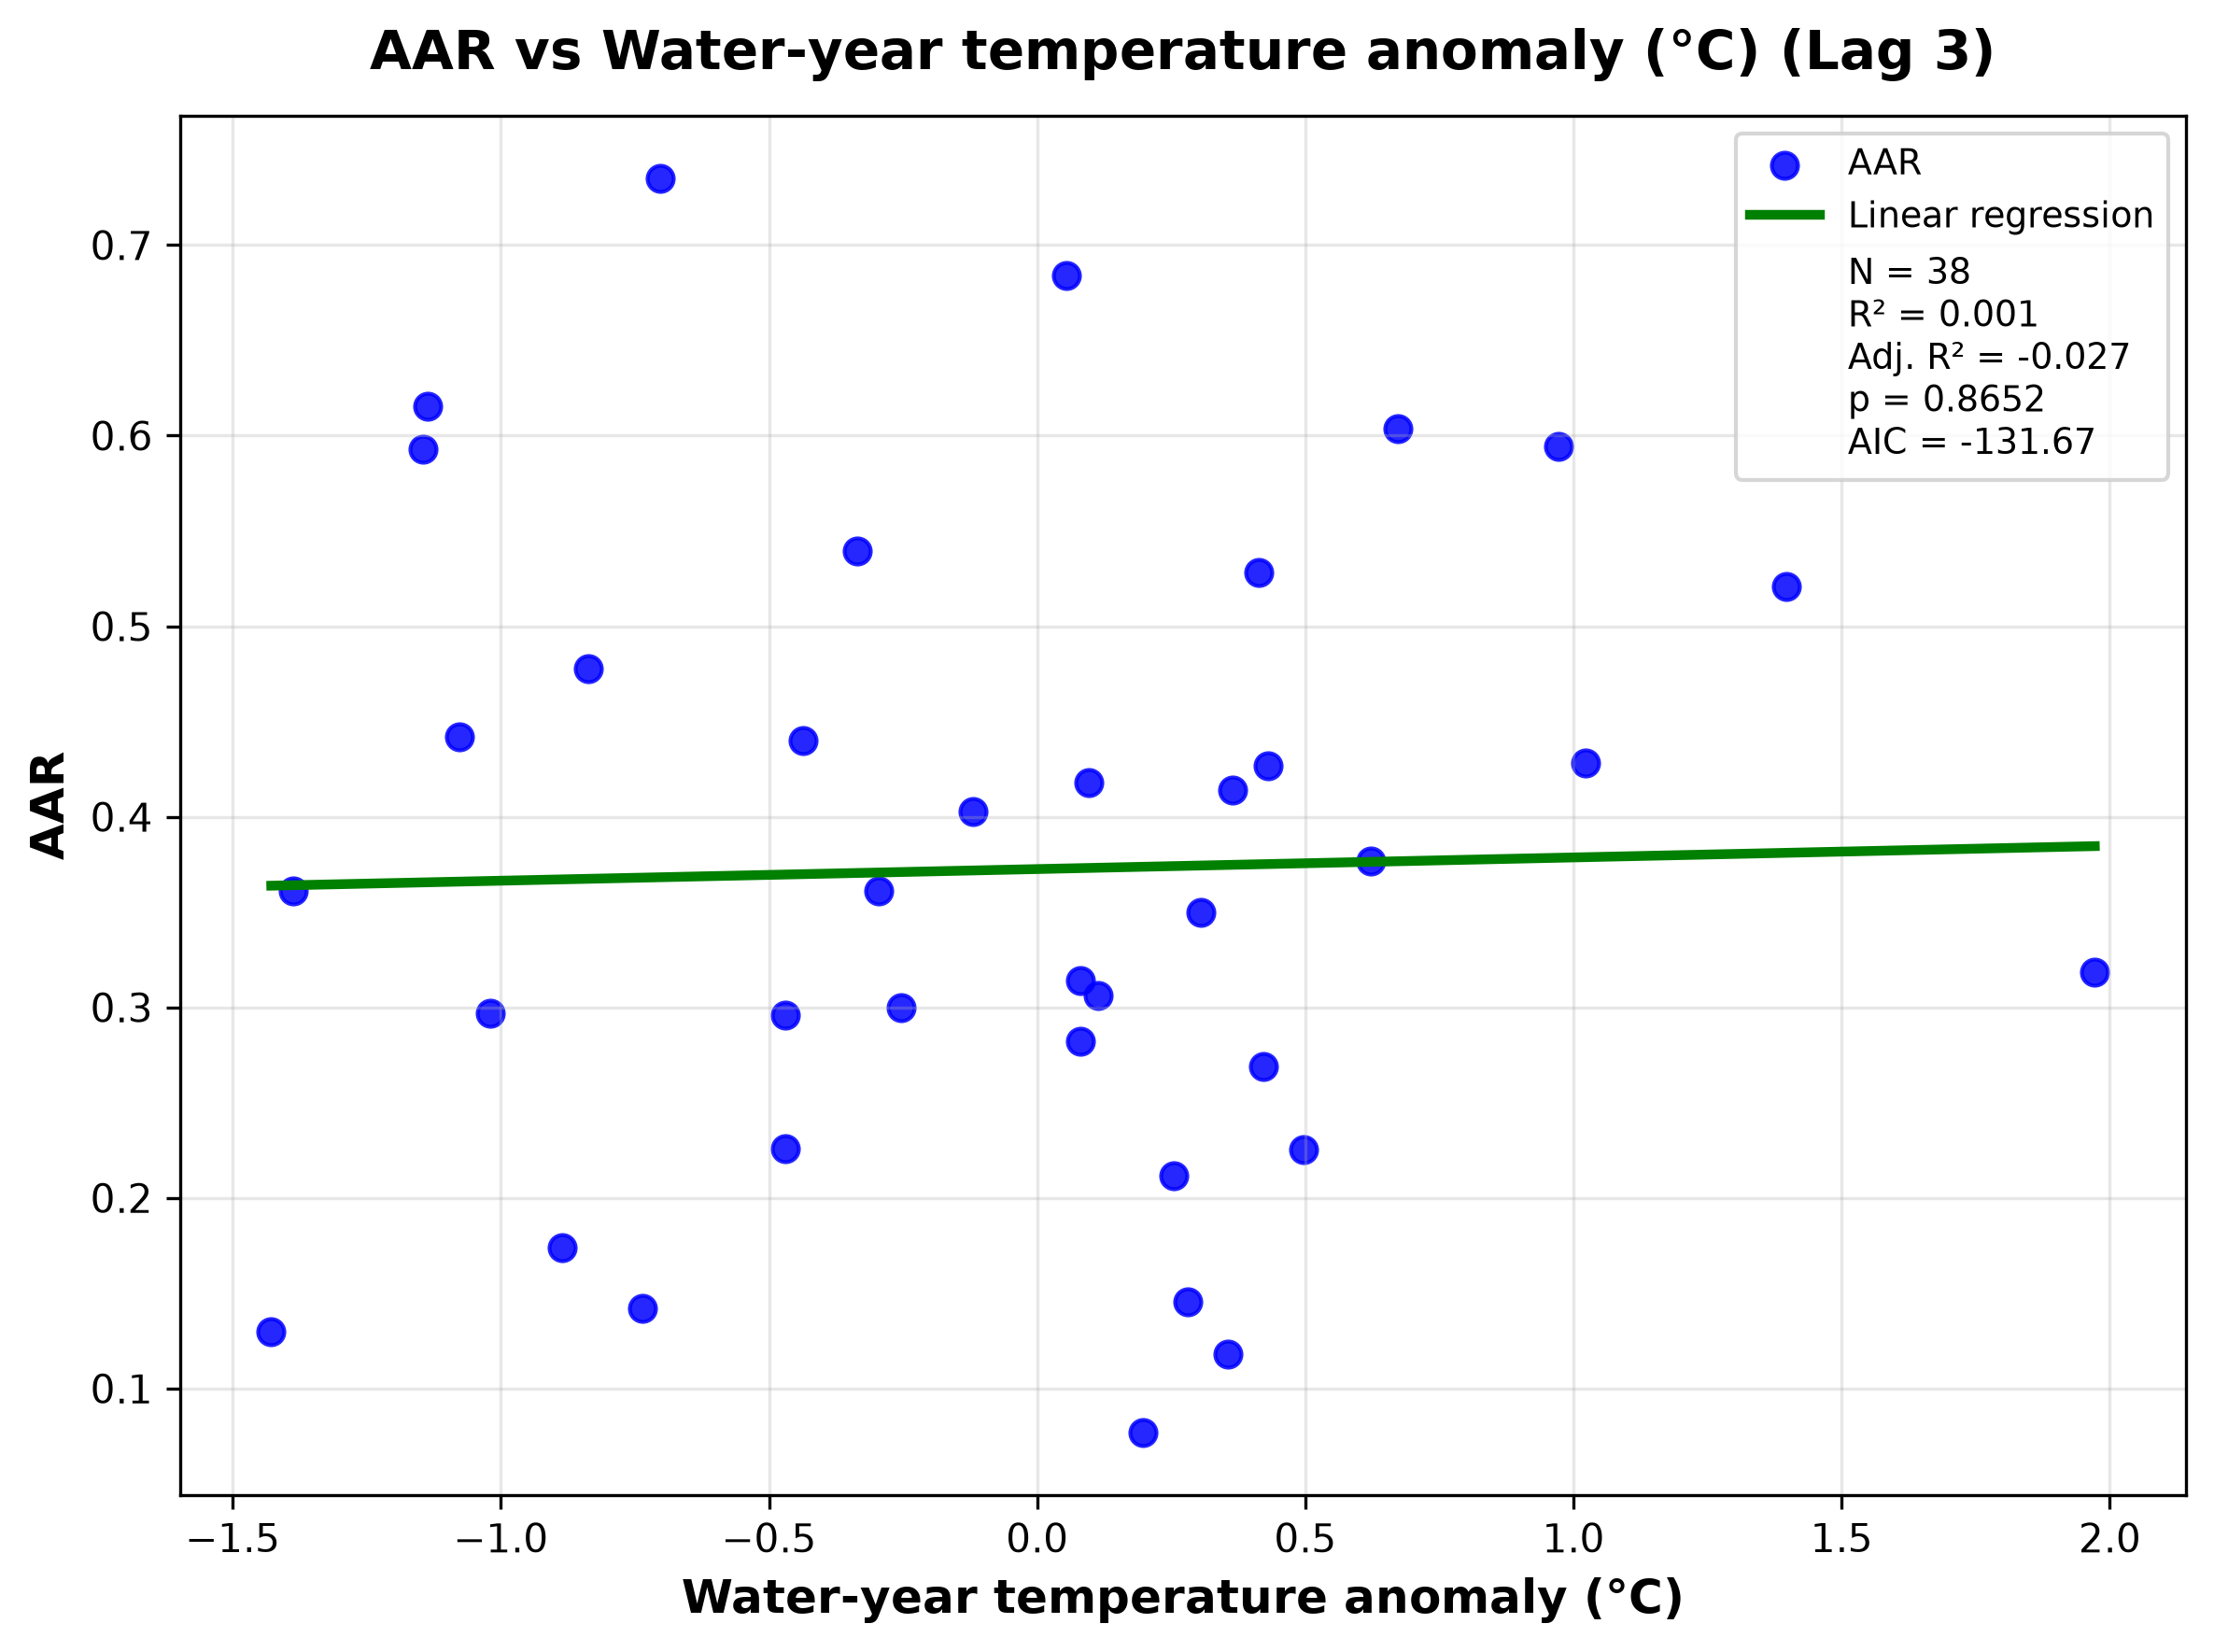 AAR vs Water-year temperature anomaly (°C) (Lag 3)
AAR
Linear regression
N = 38
R² = 0.001
Adj. R² = -0.027
p = 0.8652
AIC = -131.67
AAR
0.7
0.6
0.5
0.4
0.3
0.2
0.1
−1.5 −1.0 −0.5 0.0 0.5 1.0 1.5 2.0
Water-year temperature anomaly (°C)